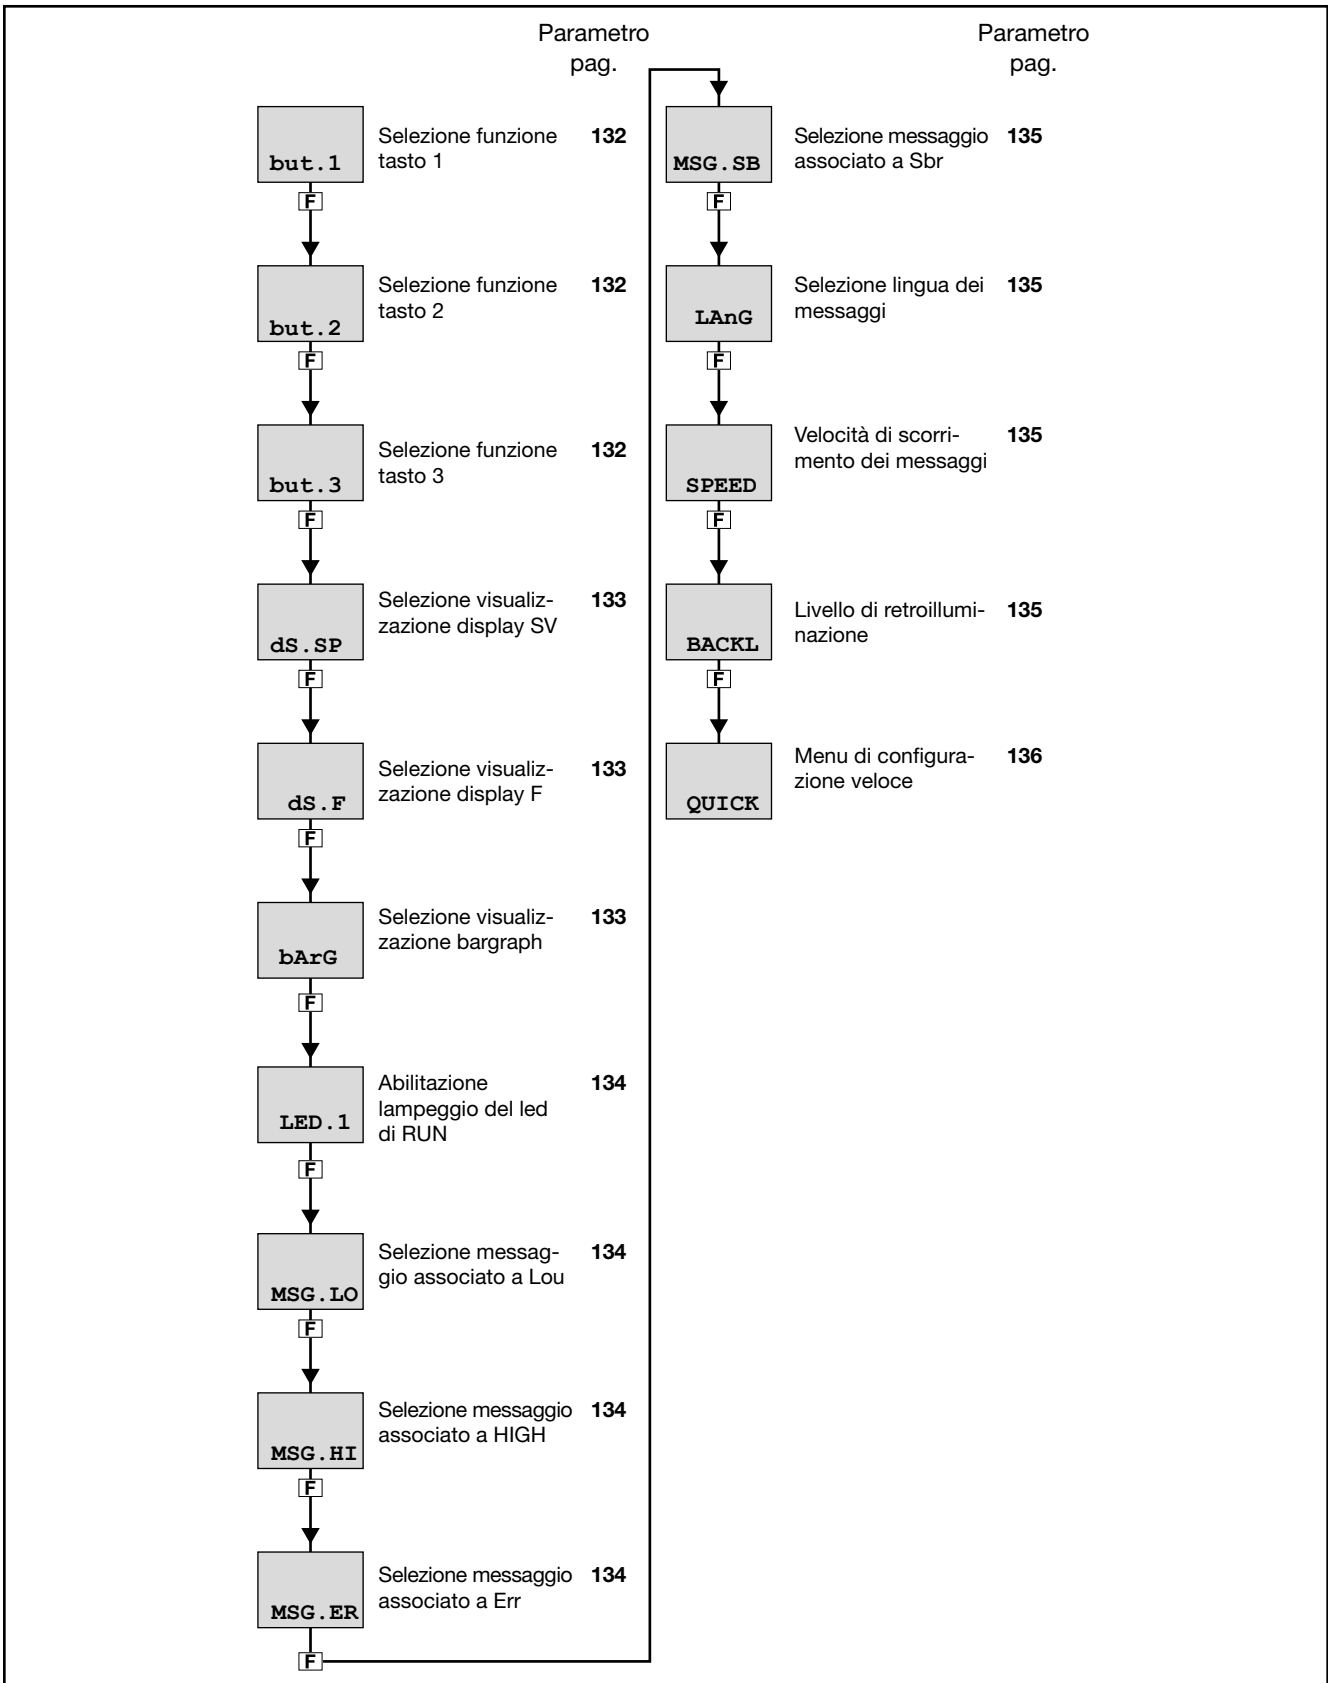 Parametro
pag.
but.1
Selezione funzione
tasto 1
132
F
but.2
Selezione funzione
tasto 2
132
F
but.3
Selezione funzione
tasto 3
132
F
dS.SP
Selezione visualiz-
zazione display SV
133
F
dS.F
Selezione visualiz-
zazione display F
133
F
bArG
Selezione visualiz-
zazione bargraph
133
F
LED.1
Abilitazione
lampeggio del led
di RUN
134
F
MSG.LO
Selezione messag-
gio associato a Lou
134
F
MSG.HI
Selezione messaggio
associato a HIGH
134
F
MSG.ER
Selezione messaggio
associato a Err
134
F
Parametro
pag.
MSG.SB
Selezione messaggio
associato a Sbr
135
F
LAnG
Selezione lingua dei
messaggi
135
F
SPEED
Velocità di scorri-
mento dei messaggi
135
F
BACKL
Livello di retroillumi-
nazione
135
F
QUICK
Menu di configura-
zione veloce
136